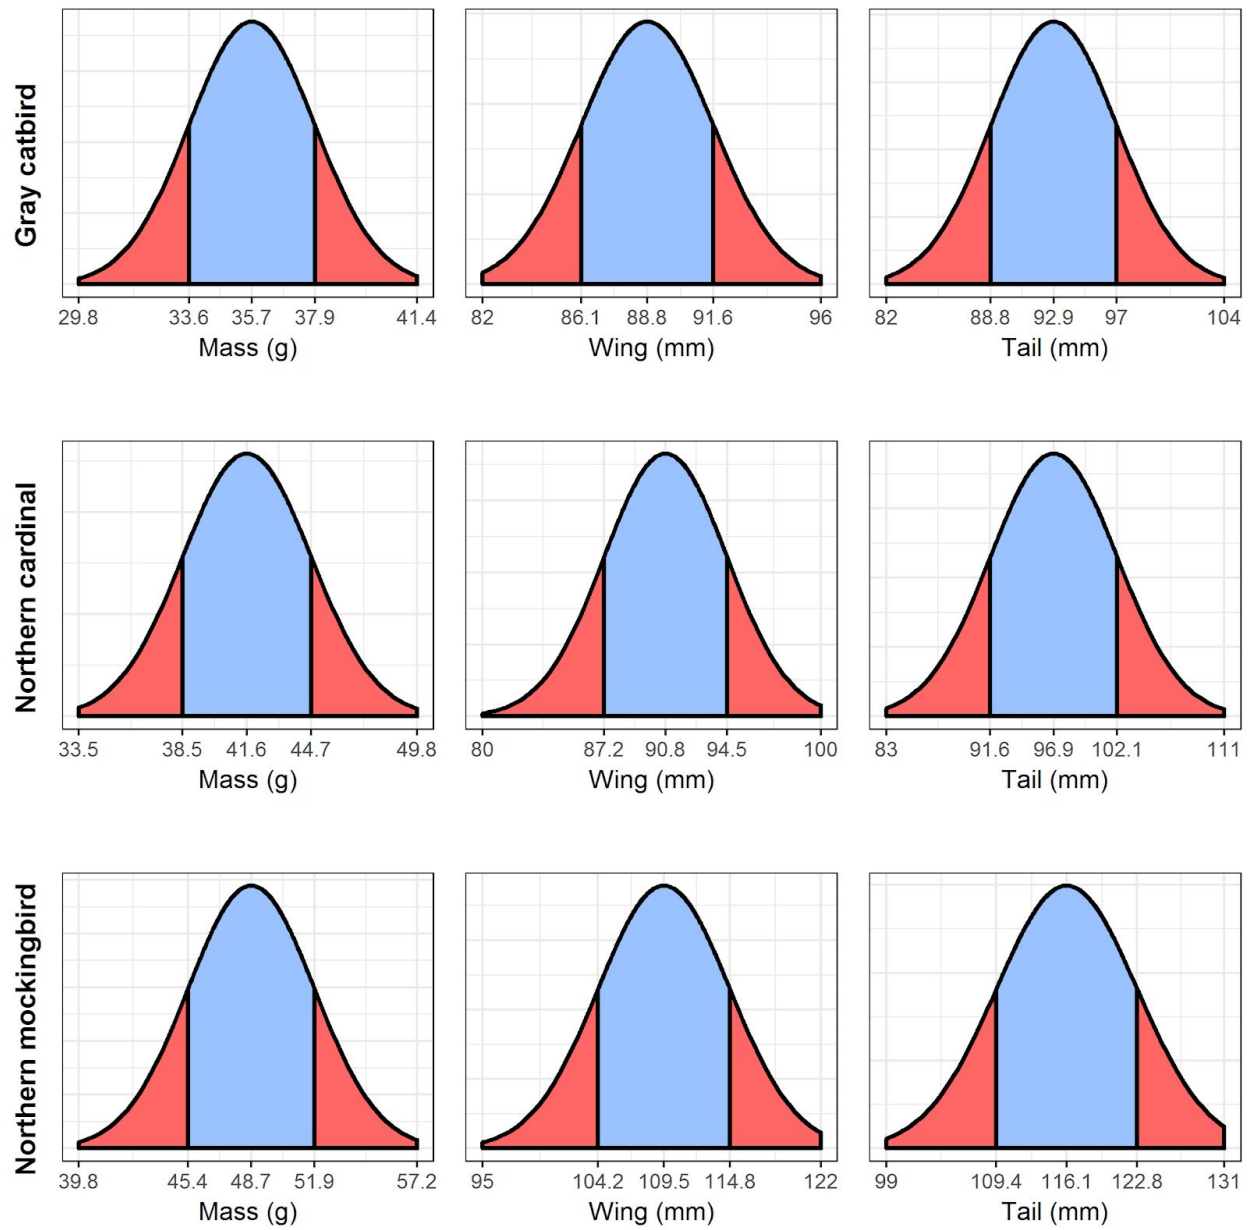 Gray catbird
29.8 33.6 35.7 37.9 41.4
Mass (g)
82 86.1 88.8 91.6 96
Wing (mm)
82 88.8 92.9 97 104
Tail (mm)
Northern cardinal
33.5 38.5 41.6 44.7 49.8
Mass (g)
80 87.2 90.8 94.5 100
Wing (mm)
83 91.6 96.9 102.1 111
Tail (mm)
Northern mockingbird
39.8 45.4 48.7 51.9 57.2
Mass (g)
95 104.2 109.5 114.8 122
Wing (mm)
99 109.4 116.1 122.8 131
Tail (mm)